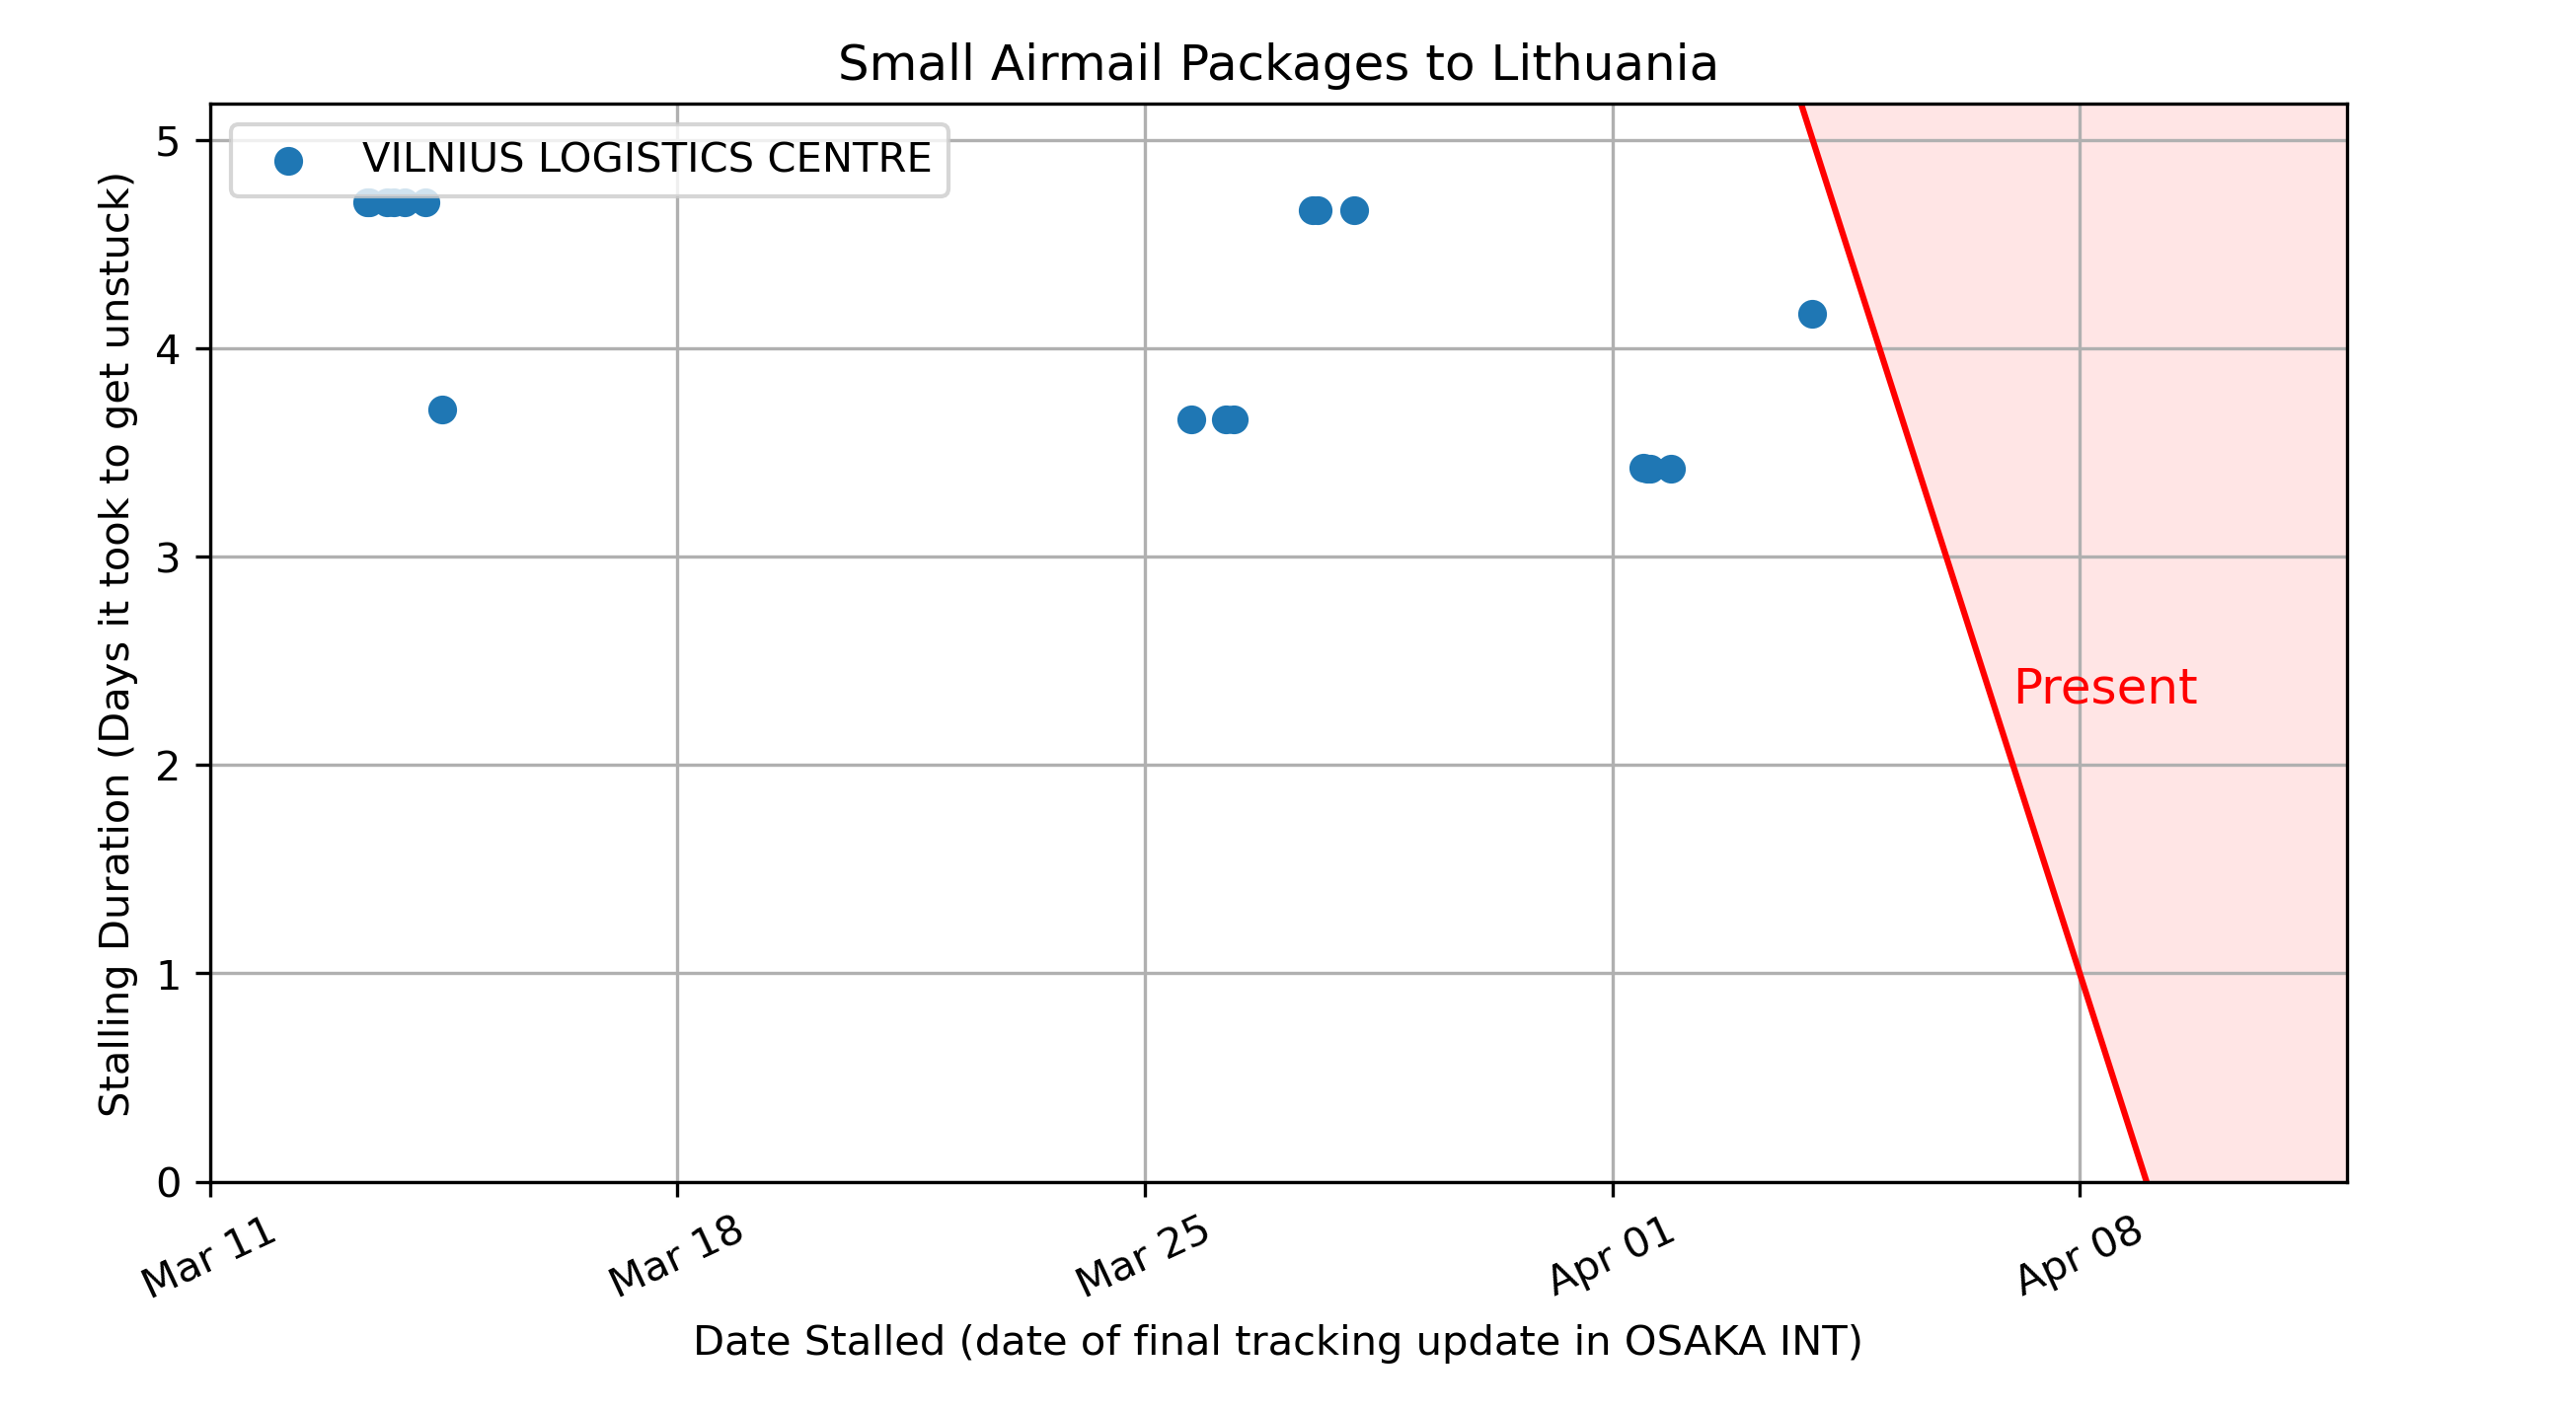 Small Airmail Packages to Lithuania
VILNIUS LOGISTICS CENTRE
Stalling Duration (Days it took to get unstuck)
5
4
3
2
1
0
Present
Mar 11
Mar 18
Mar 25
Apr 01
Apr 08
Date Stalled (date of final tracking update in OSAKA INT)